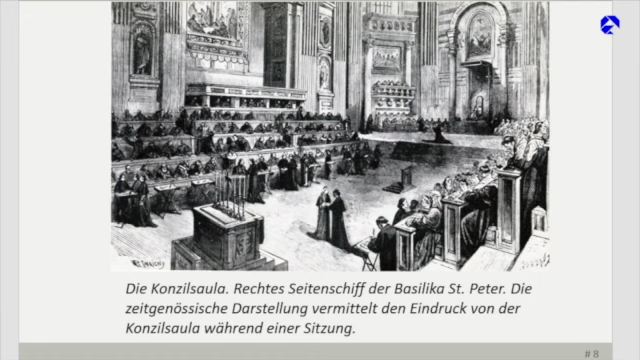 Die Konzilsaula. Rechtes Seitenschiff der Basilika St. Peter. Die
zeitgenössische Darstellung vermittelt den Eindruck von der
Konzilsaula während einer Sitzung.
# 8